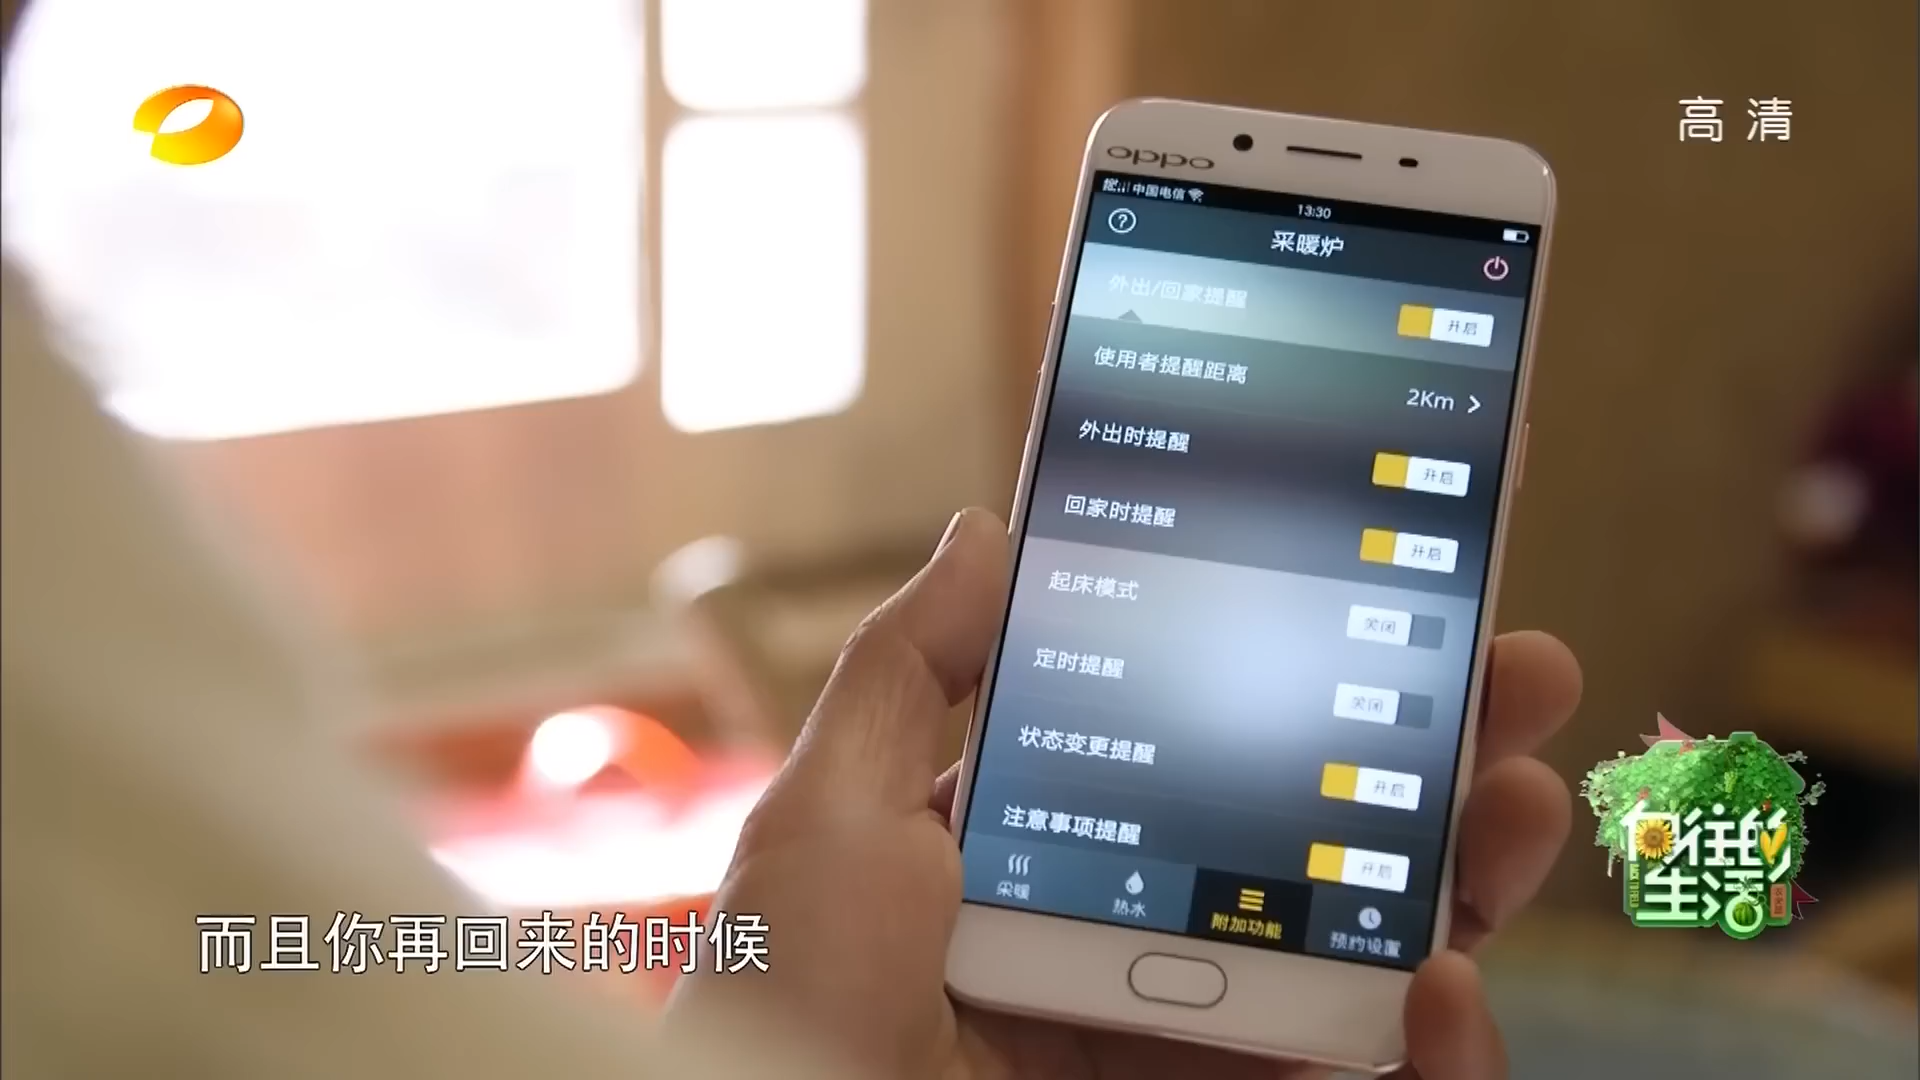 高清
oppo
中国电信
13:30
采暖炉
外出/回家提醒
开启
使用者提醒距离
2Km
外出时提醒
开启
回家时提醒
开启
起床模式
关闭
定时提醒
关闭
状态变更提醒
开启
注意事项提醒
开启
采暖
热水
附加功能
预约设置
向往的
生活
而且你再回来的时候